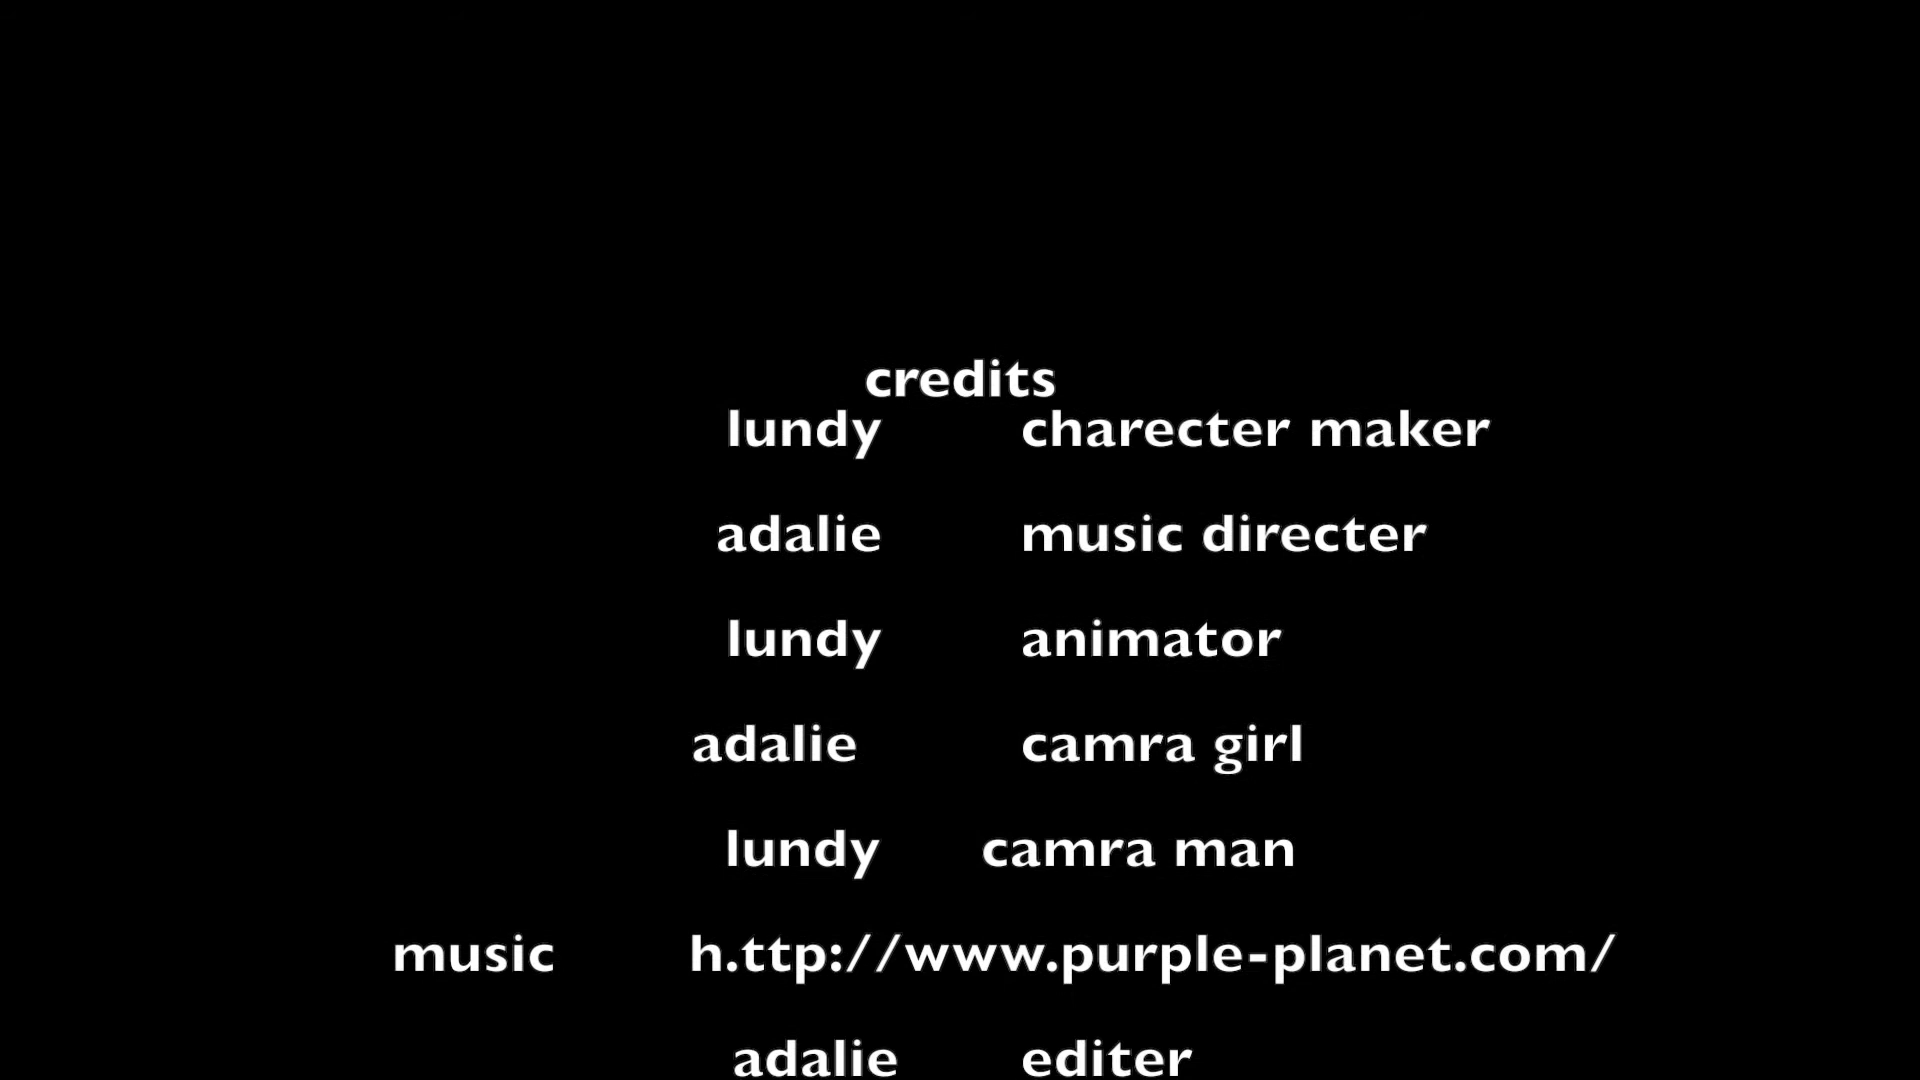 credits
lundy charecter maker
adalie music directer
lundy animator
adalie camra girl
lundy camra man
music h.ttp://www.purple-planet.com/
adalie editer